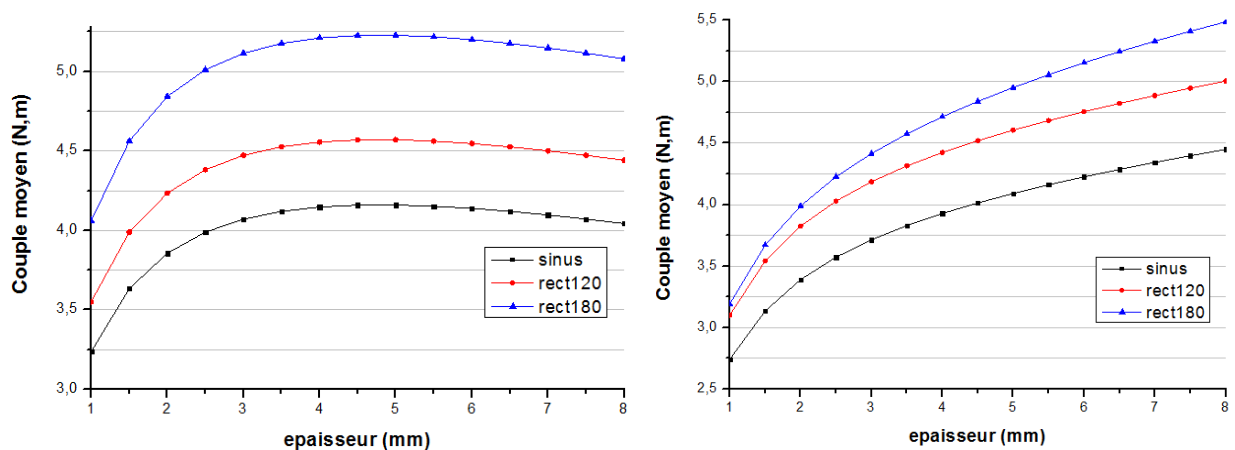 Couple moyen (N,m)
5,0
4,5
4,0
3,5
3,0
1 2 3 4 5 6 7 8
epaisseur (mm)
sinus
rect120
rect180
Couple moyen (N,m)
5,5
5,0
4,5
4,0
3,5
3,0
2,5
1 2 3 4 5 6 7 8
epaisseur (mm)
sinus
rect120
rect180